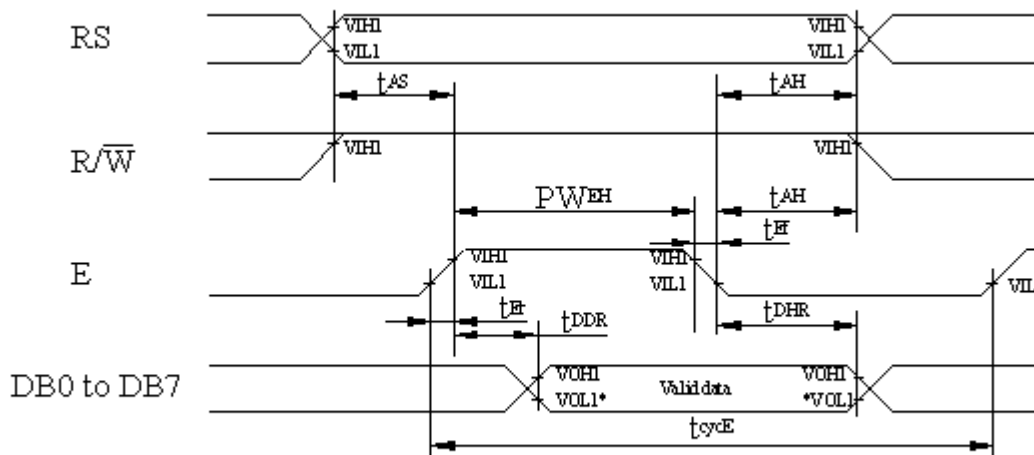 RS
VIH1
VIL1
VIH1
VIL1
tAS
tAH
R/W̅
VIH1
VIH1
PWEH
tAH
tEf
E
VIH1
VIL1
VIH1
VIL1
VIL
tEr
tDDR
tDHR
DB0 to DB7
VOH1
VOL1*
Valid data
VOH1
*VOL1
tcycE